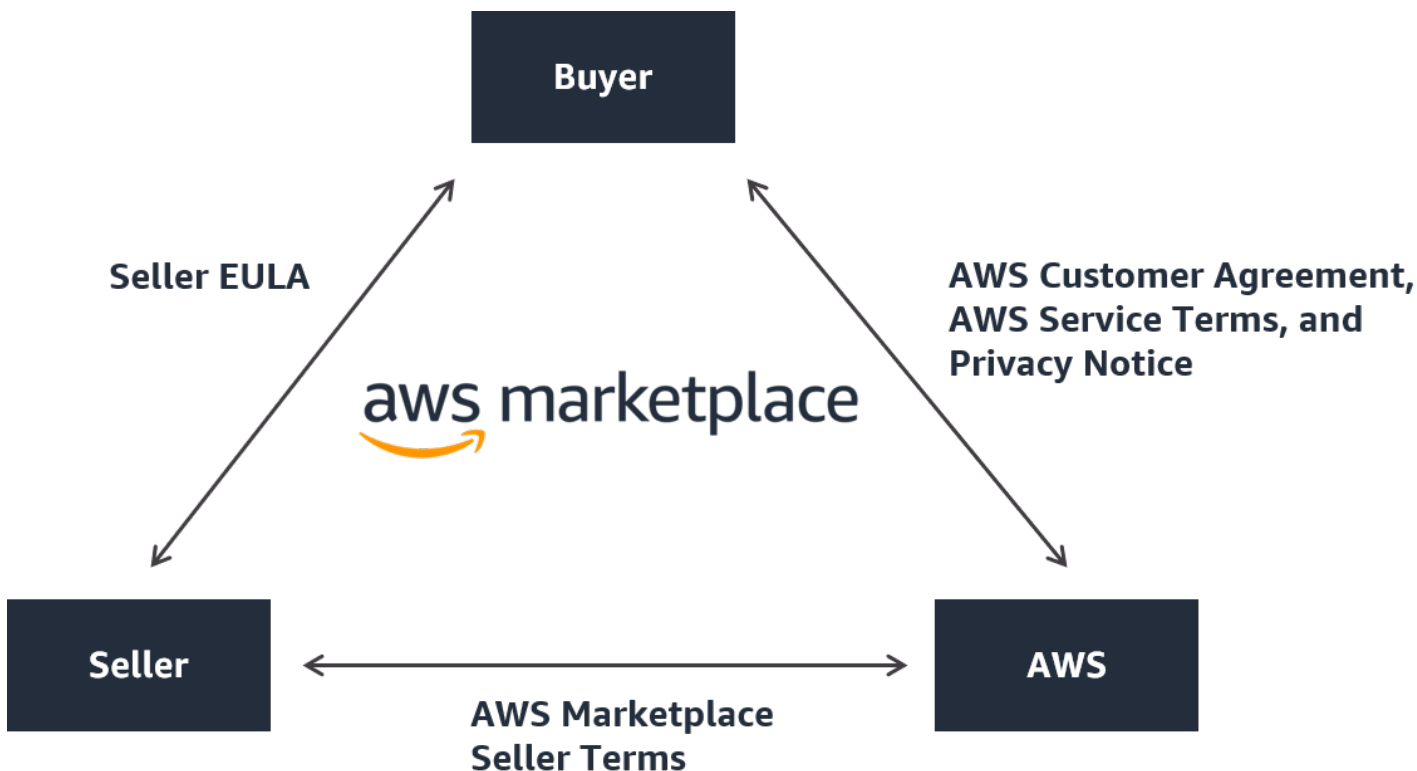 Buyer
Seller EULA
AWS Customer Agreement,
AWS Service Terms, and
Privacy Notice
aws marketplace
Seller
AWS
AWS Marketplace
Seller Terms